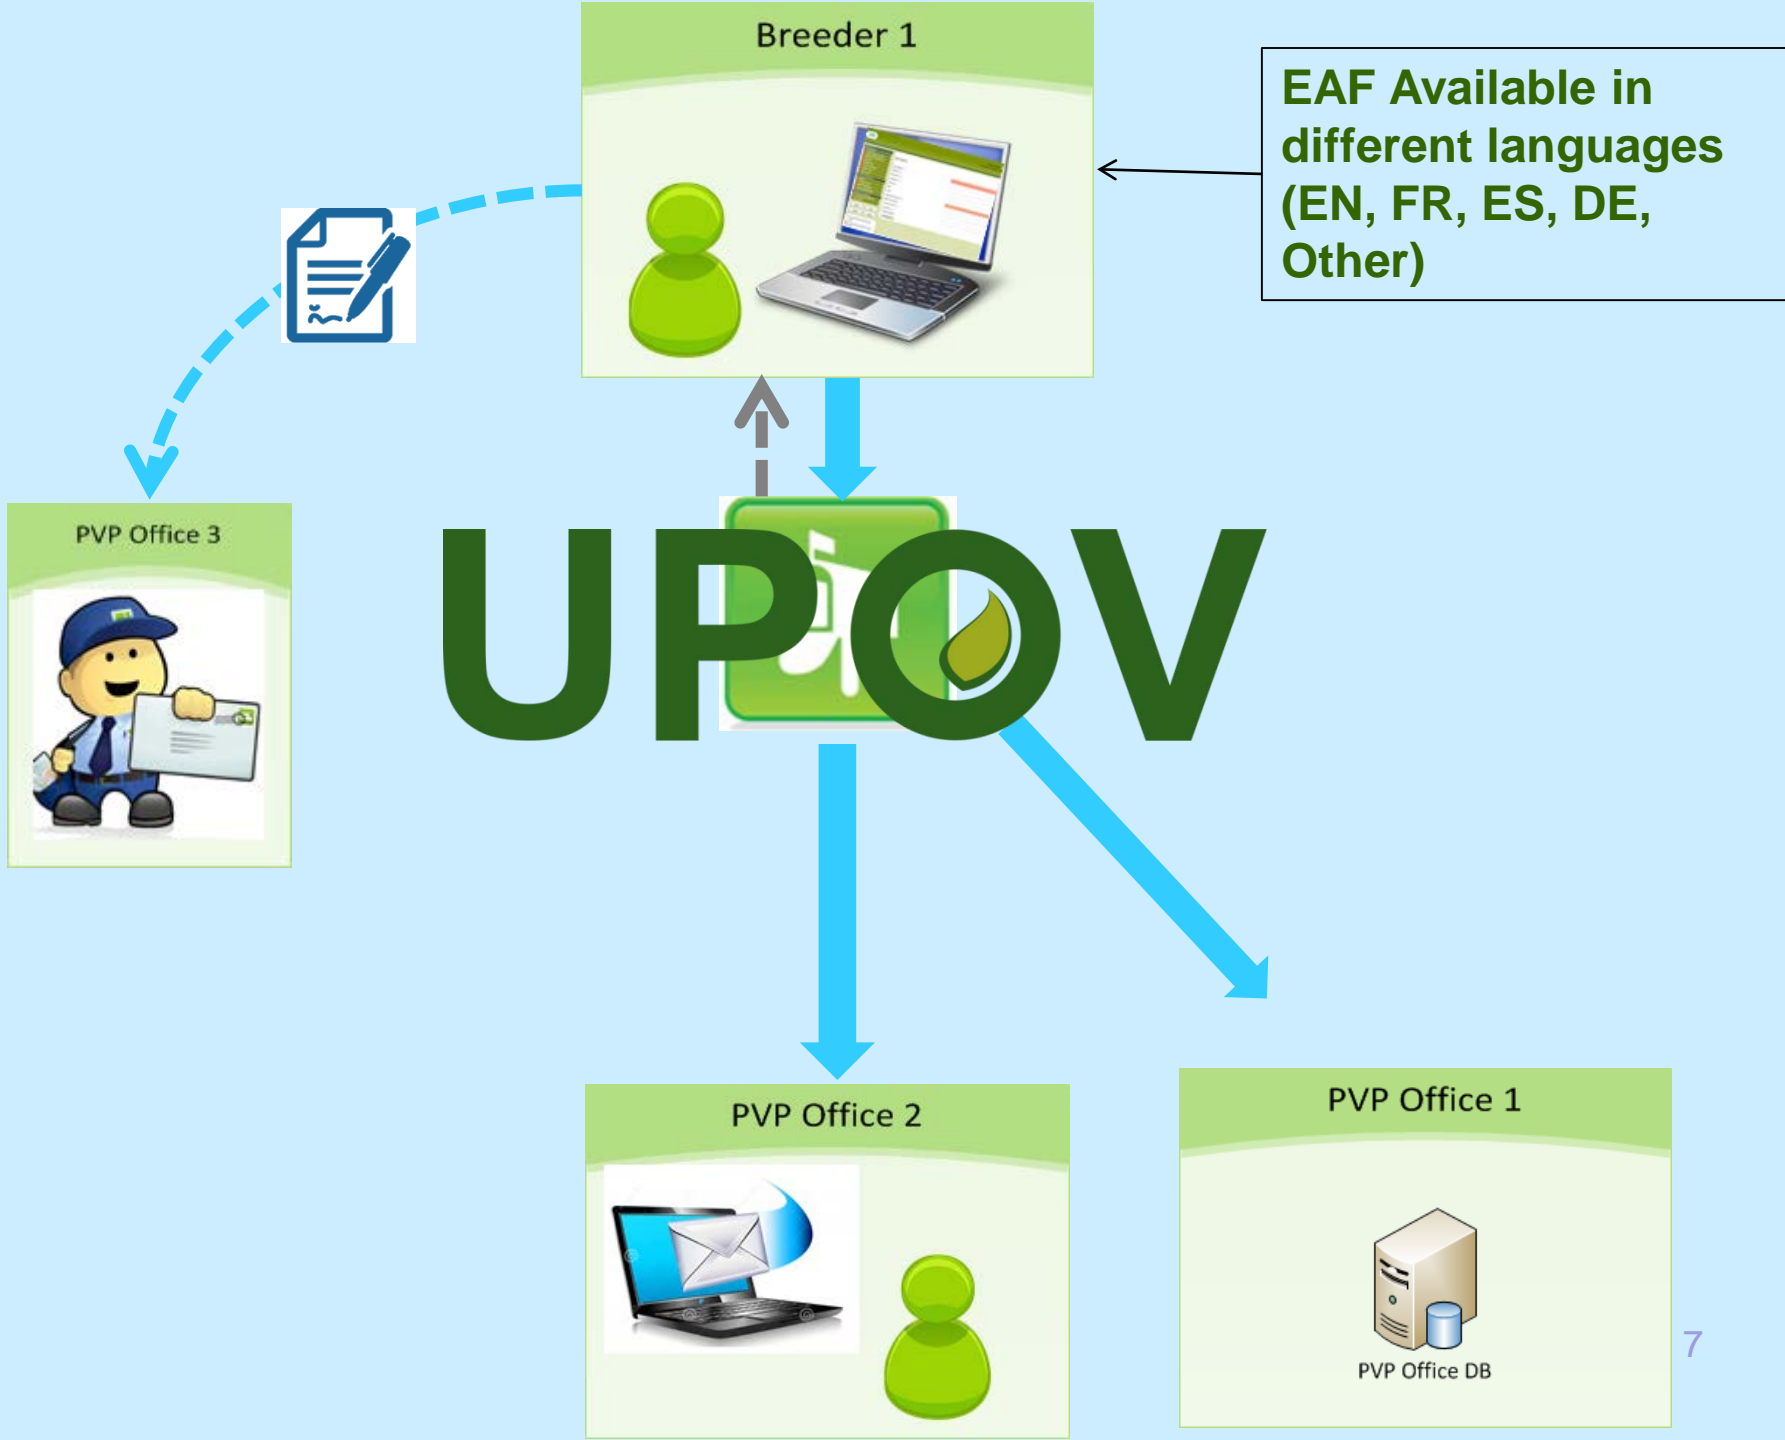 Breeder 1
EAF Available in
different languages
(EN, FR, ES, DE,
Other)
PVP Office 3
UPOV
PVP Office 2
PVP Office 1
PVP Office DB
7